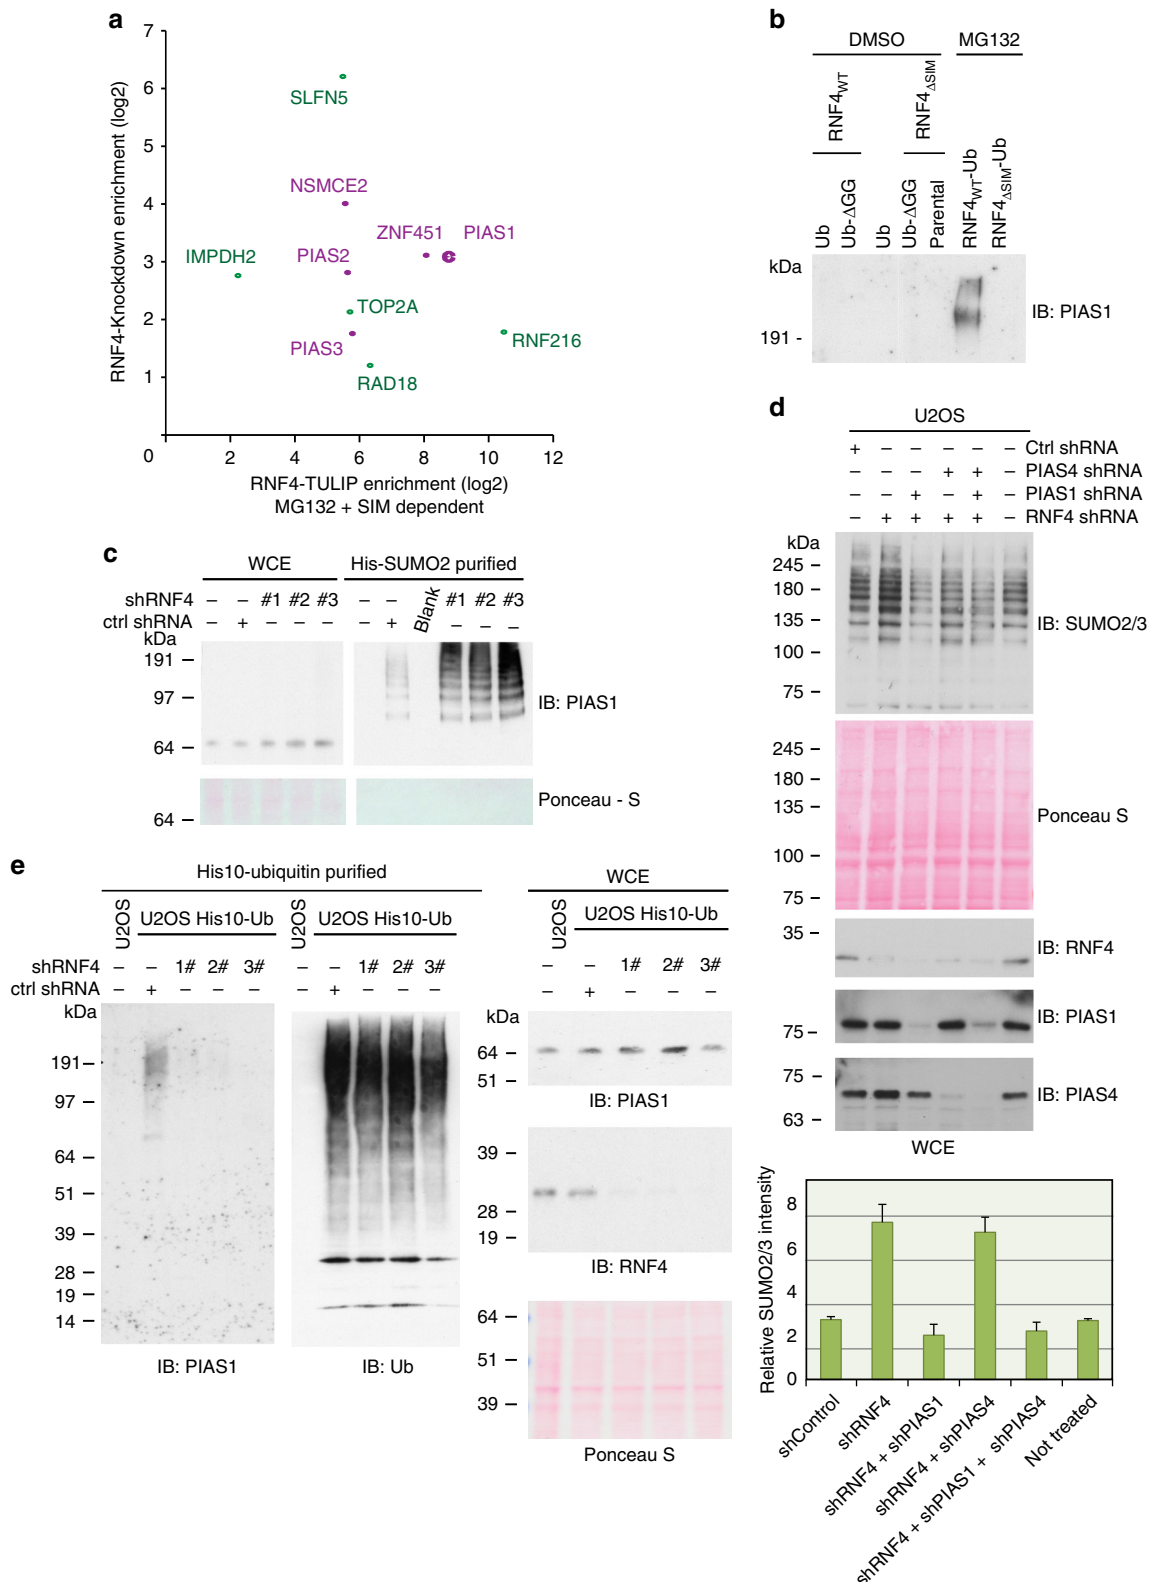 a
7
6
5
4
3
2
1
0
2
4
6
8
10
12
RNF4-Knockdown enrichment (log2)
RNF4-TULIP enrichment (log2)
MG132 + SIM dependent
SLFN5
NSMCE2
ZNF451
PIAS1
IMPDH2
PIAS2
TOP2A
PIAS3
RNF216
RAD18
b
DMSO
MG132
RNF4WT
RNF4ΔSIM
Ub
Ub-ΔGG
Ub
Ub-ΔGG
Parental
RNF4WT-Ub
RNF4ΔSIM-Ub
kDa
191 -
IB: PIAS1
c
WCE
His-SUMO2 purified
shRNF4 – – #1 #2 #3 – – Blank #1 #2 #3
ctrl shRNA – + – – – – + – – –
kDa
191 –
97 –
64 –
IB: PIAS1
64 –
Ponceau - S
d
U2OS
+ – – – – – Ctrl shRNA
– – – + + – PIAS4 shRNA
– – + – + – PIAS1 shRNA
– + + + + – RNF4 shRNA
kDa
245 –
180 –
135 –
100 –
75 –
IB: SUMO2/3
245 –
180 –
135 –
100 –
75 –
Ponceau S
35 –
IB: RNF4
75 –
IB: PIAS1
75 –
63 –
IB: PIAS4
WCE
Relative SUMO2/3 intensity
8
6
4
2
0
shControl
shRNF4
shRNF4 + shPIAS1
shRNF4 + shPIAS4
shRNF4 + shPIAS1 + shPIAS4
Not treated
e
His10-ubiquitin purified
U2OS
U2OS His10-Ub
U2OS
U2OS His10-Ub
shRNF4 – – 1# 2# 3# – – 1# 2# 3#
ctrl shRNA – + – – – – + – – –
kDa
191 –
97 –
64 –
51 –
39 –
28 –
19 –
14 –
IB: PIAS1
IB: Ub
WCE
U2OS
U2OS His10-Ub
– – 1# 2# 3#
– + – – –
kDa
64 –
51 –
IB: PIAS1
39 –
28 –
19 –
IB: RNF4
64 –
51 –
39 –
Ponceau S